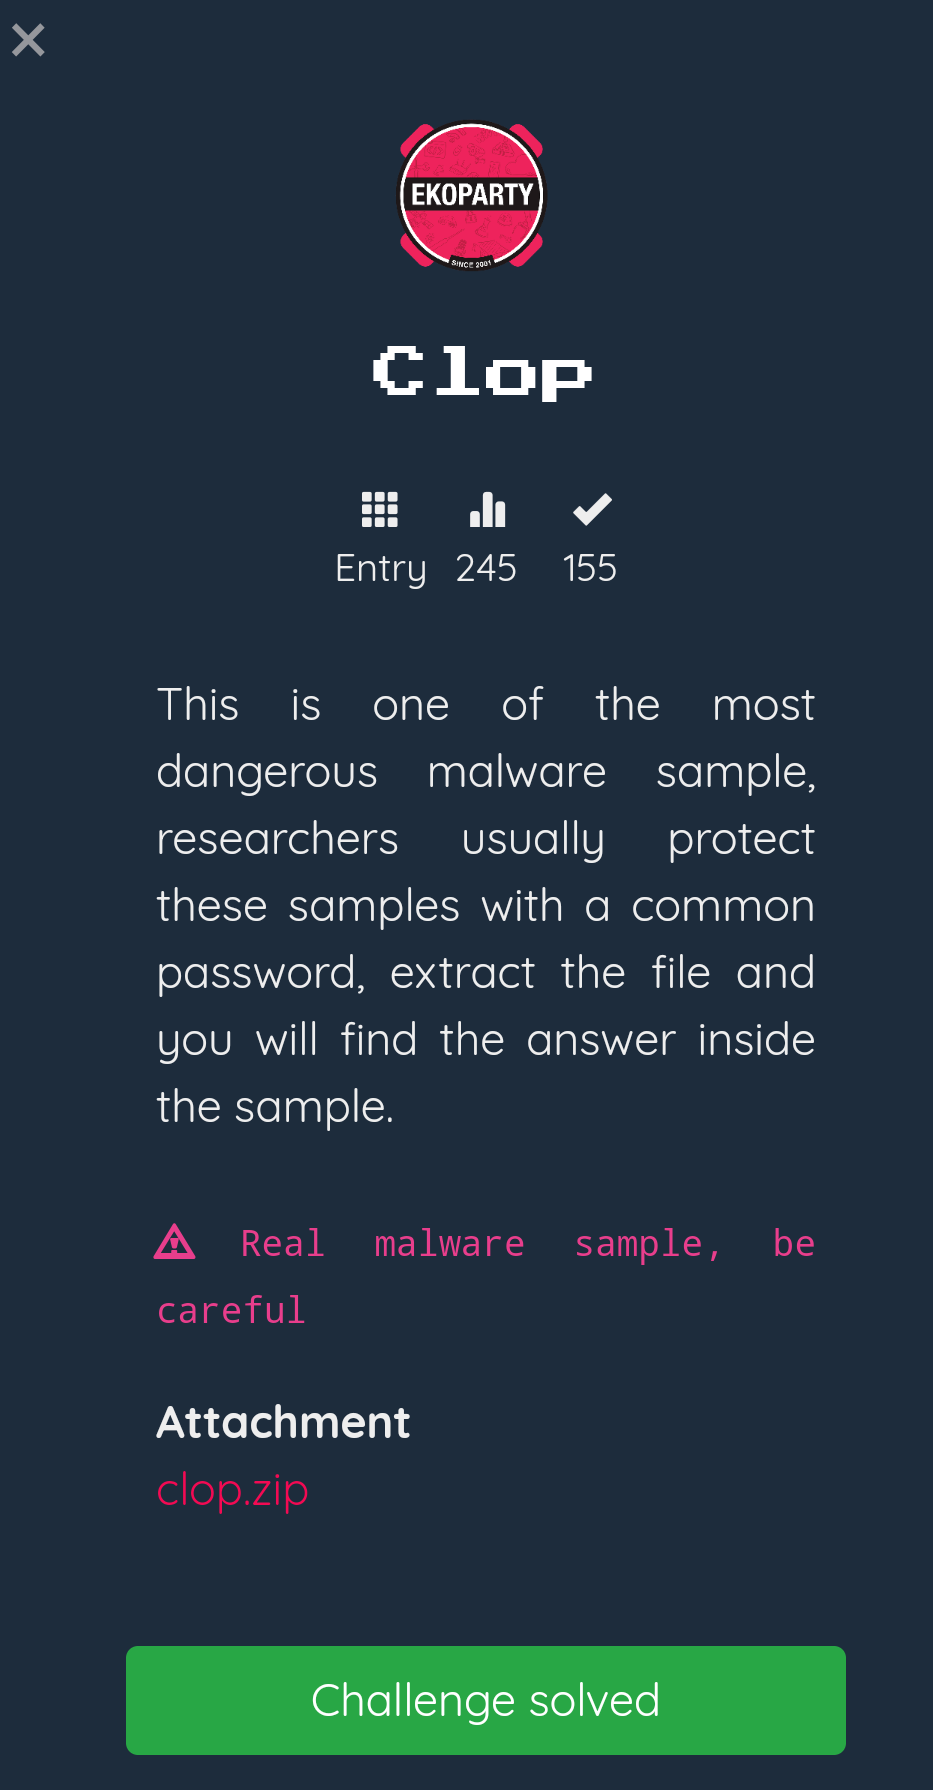 EKOPARTY
SINCE 2001
Clop
Entry 245 155
This is one of the most
dangerous malware sample,
researchers usually protect
these samples with a common
password, extract the file and
you will find the answer inside
the sample.
Real malware sample, be
careful
Attachment
clop.zip
Challenge solved